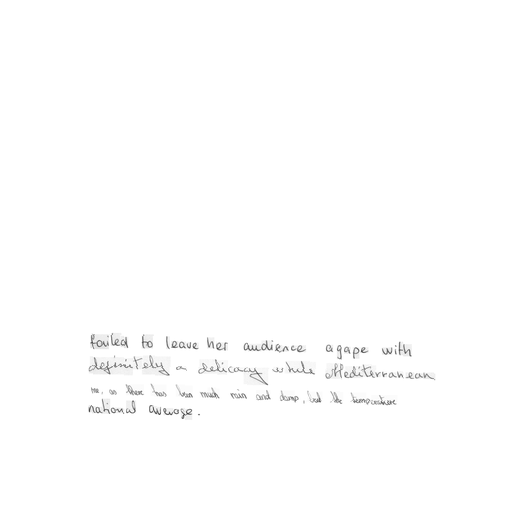 failed to leave her audience agape with
definitely a delicacy while Mediterranean
me, as there has been much rain and damp, but the temperature
national average.